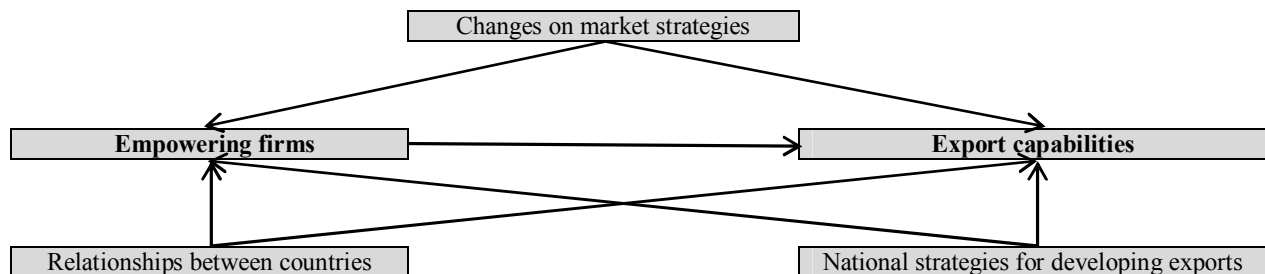 Changes on market strategies
Empowering firms
Export capabilities
Relationships between countries
National strategies for developing exports